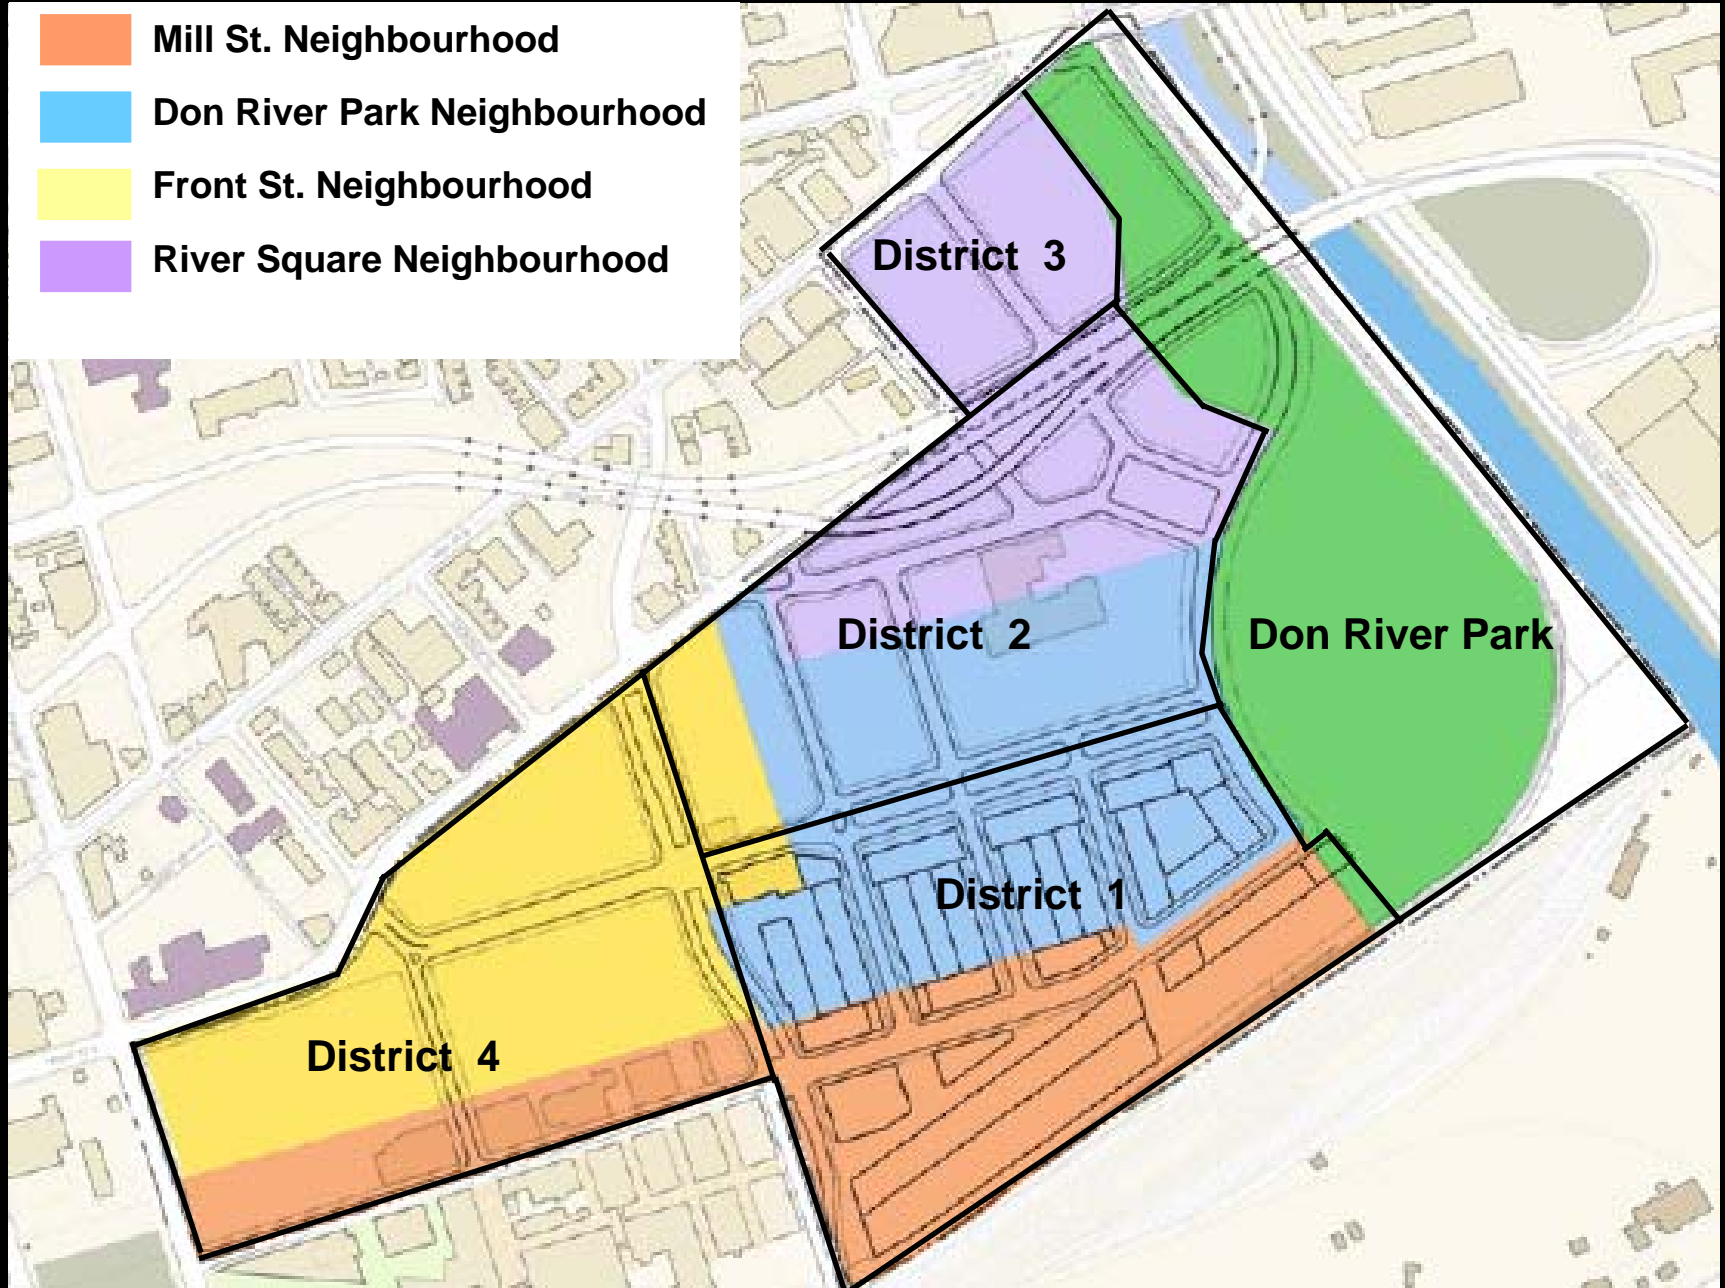 Mill St. Neighbourhood
Don River Park Neighbourhood
Front St. Neighbourhood
River Square Neighbourhood
District 3
District 2
Don River Park
District 1
District 4